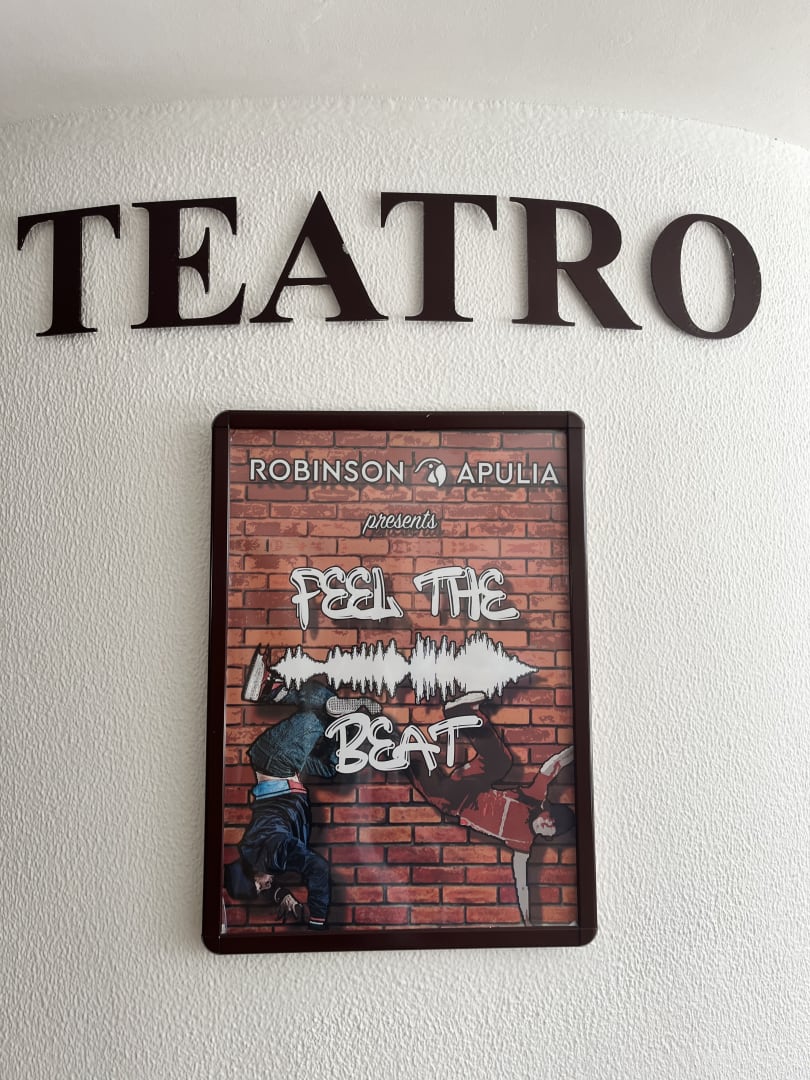 TEATRO
ROBINSON APULIA
presents
FEEL THE
BEAT